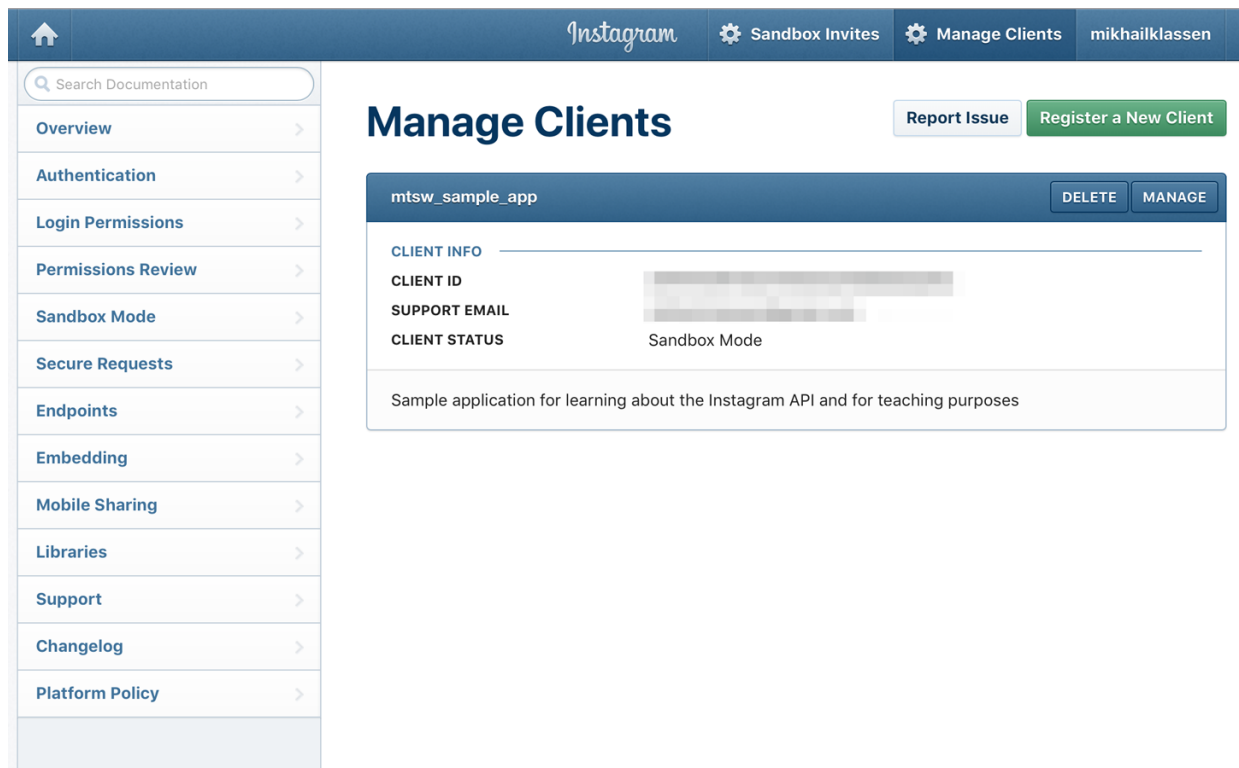 Instagram
Sandbox Invites
Manage Clients
mikhailklassen
Search Documentation
Overview
Authentication
Login Permissions
Permissions Review
Sandbox Mode
Secure Requests
Endpoints
Embedding
Mobile Sharing
Libraries
Support
Changelog
Platform Policy
Manage Clients
Report Issue
Register a New Client
mtsw_sample_app
DELETE
MANAGE
CLIENT INFO
CLIENT ID
SUPPORT EMAIL
CLIENT STATUS Sandbox Mode
Sample application for learning about the Instagram API and for teaching purposes